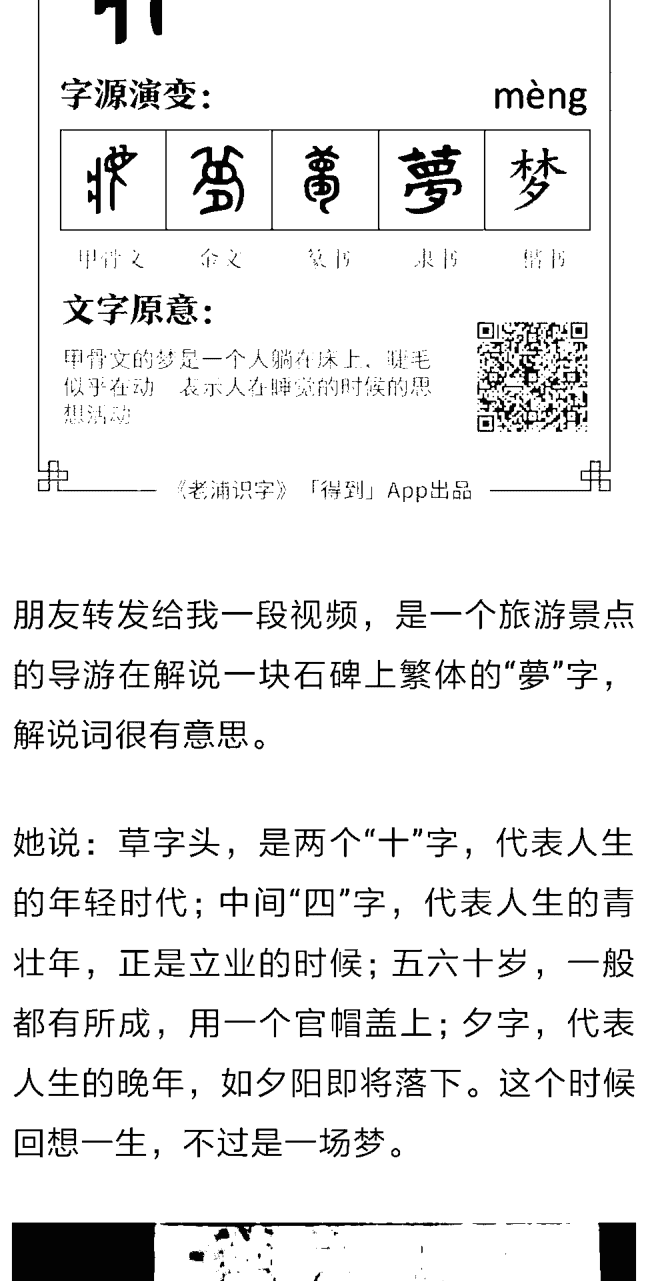 字源演变：
mèng
夢
夢
梦
甲骨文
金文
篆书
隶书
楷书
文字原意：
甲骨文的梦是一个人躺在床上，睫毛
似乎在动 表示人在睡觉的时候的思
想活动
《老浦识字》「得到」App出品
朋友转发给我一段视频，是一个旅游景点
的导游在解说一块石碑上繁体的“夢”字，
解说词很有意思。
她说：草字头，是两个“十”字，代表人生
的年轻时代；中间“四”字，代表人生的青
壮年，正是立业的时候；五六十岁，一般
都有所成，用一个官帽盖上；夕字，代表
人生的晚年，如夕阳即将落下。这个时候
回想一生，不过是一场梦。